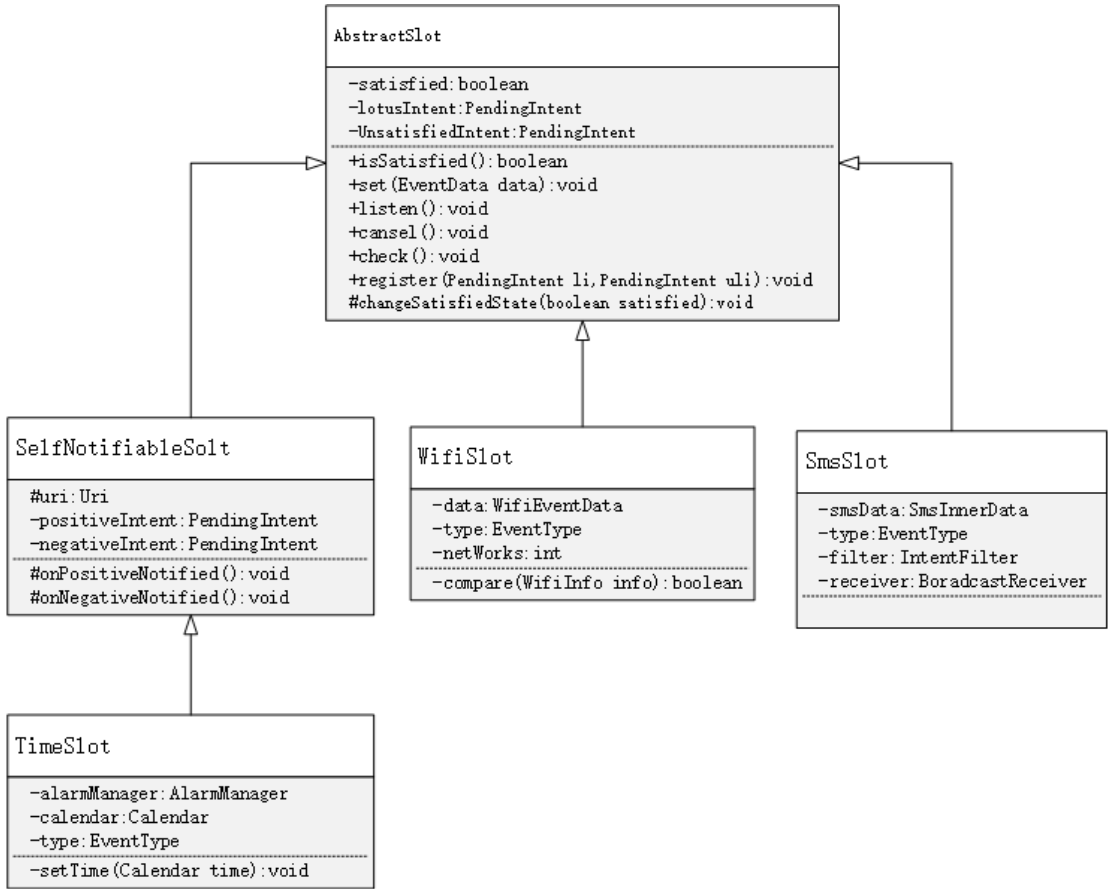 AbstractSlot
-satisfied:boolean
-lotusIntent:PendingIntent
-UnsatisfiedIntent:PendingIntent
+isSatisfied():boolean
+set(EventData data):void
+listen():void
+cansel():void
+check():void
+register(PendingIntent li,PendingIntent uli):void
#changeSatisfiedState(boolean satisfied):void
SelfNotifiableSolt
#uri:Uri
-positiveIntent:PendingIntent
-negativeIntent:PendingIntent
#onPositiveNotified():void
#onNegativeNotified():void
WifiSlot
-data:WifiEventData
-type:EventType
-netWorks:int
-compare(WifiInfo info):boolean
SmsSlot
-smsData:SmsInnerData
-type:EventType
-filter:IntentFilter
-receiver:BoradcastReceiver
TimeSlot
-alarmManager:AlarmManager
-calendar:Calendar
-type:EventType
-setTime(Calendar time):void